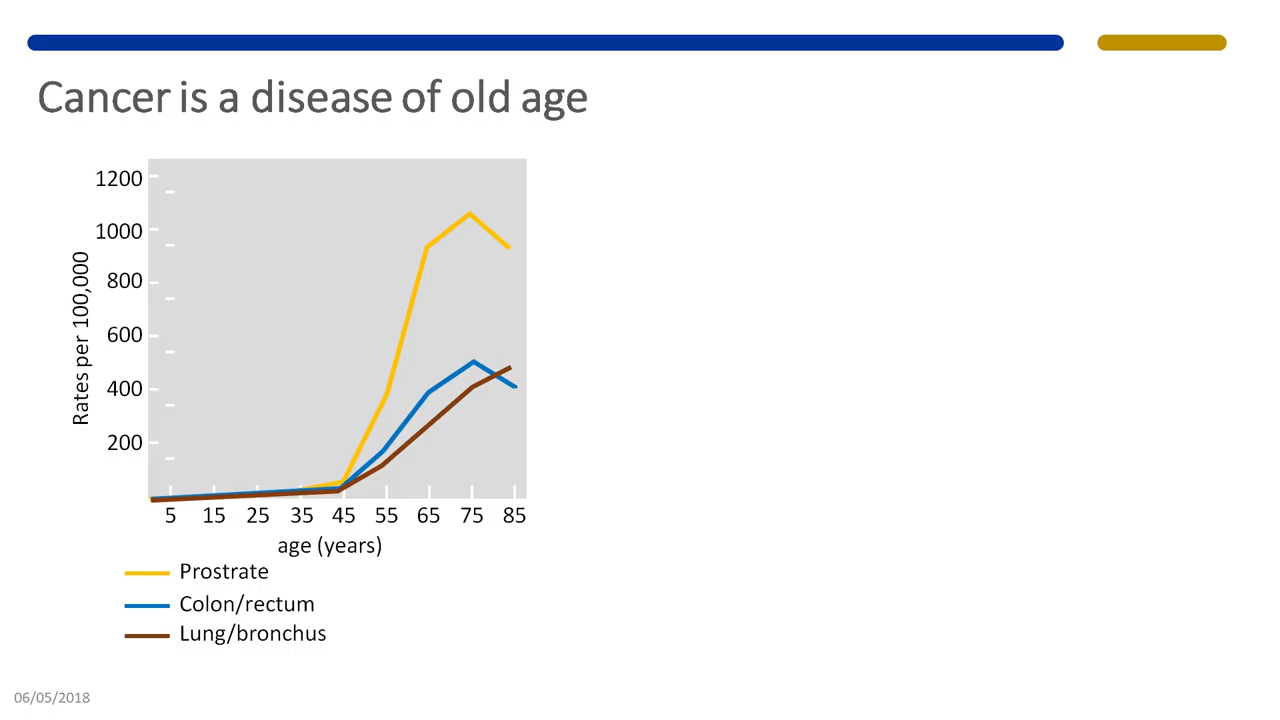 Cancer is a disease of old age
1200
1000
800
600
400
200
Rates per 100,000
5 15 25 35 45 55 65 75 85
age (years)
Prostrate
Colon/rectum
Lung/bronchus
06/05/2018